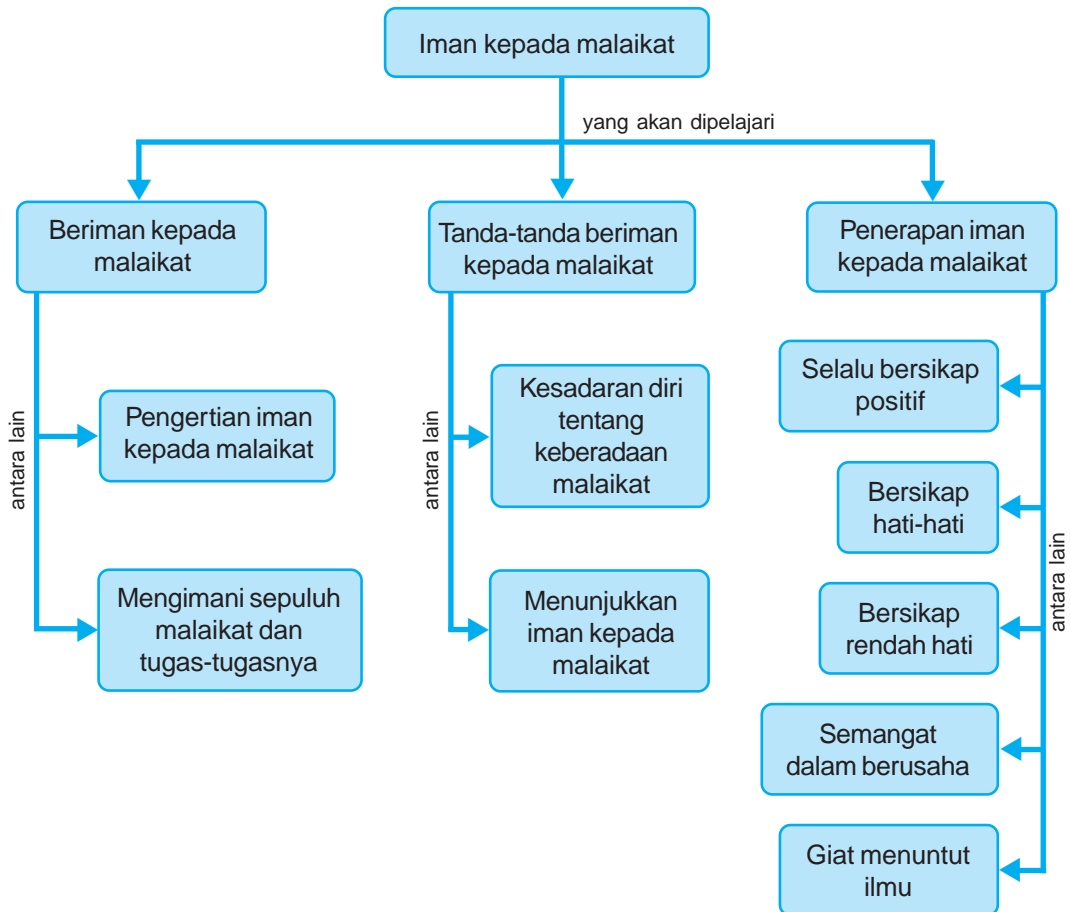 Iman kepada malaikat
yang akan dipelajari
Beriman kepada
malaikat
antara lain
Pengertian iman
kepada malaikat
Mengimani sepuluh
malaikat dan
tugas-tugasnya
Tanda-tanda beriman
kepada malaikat
antara lain
Kesadaran diri
tentang
keberadaan
malaikat
Menunjukkan
iman kepada
malaikat
Penerapan iman
kepada malaikat
antara lain
Selalu bersikap
positif
Bersikap
hati-hati
Bersikap
rendah hati
Semangat
dalam berusaha
Giat menuntut
ilmu